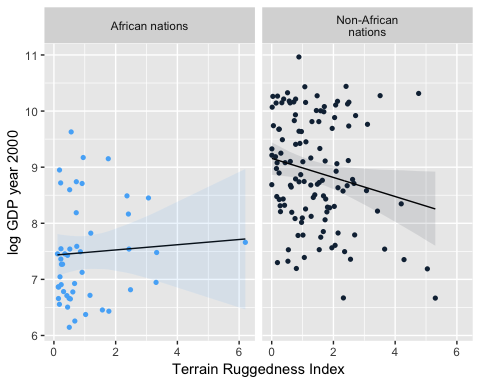 African nations
Non-African
nations
log GDP year 2000
11
10
9
8
7
6
0
2
4
6
0
2
4
6
Terrain Ruggedness Index